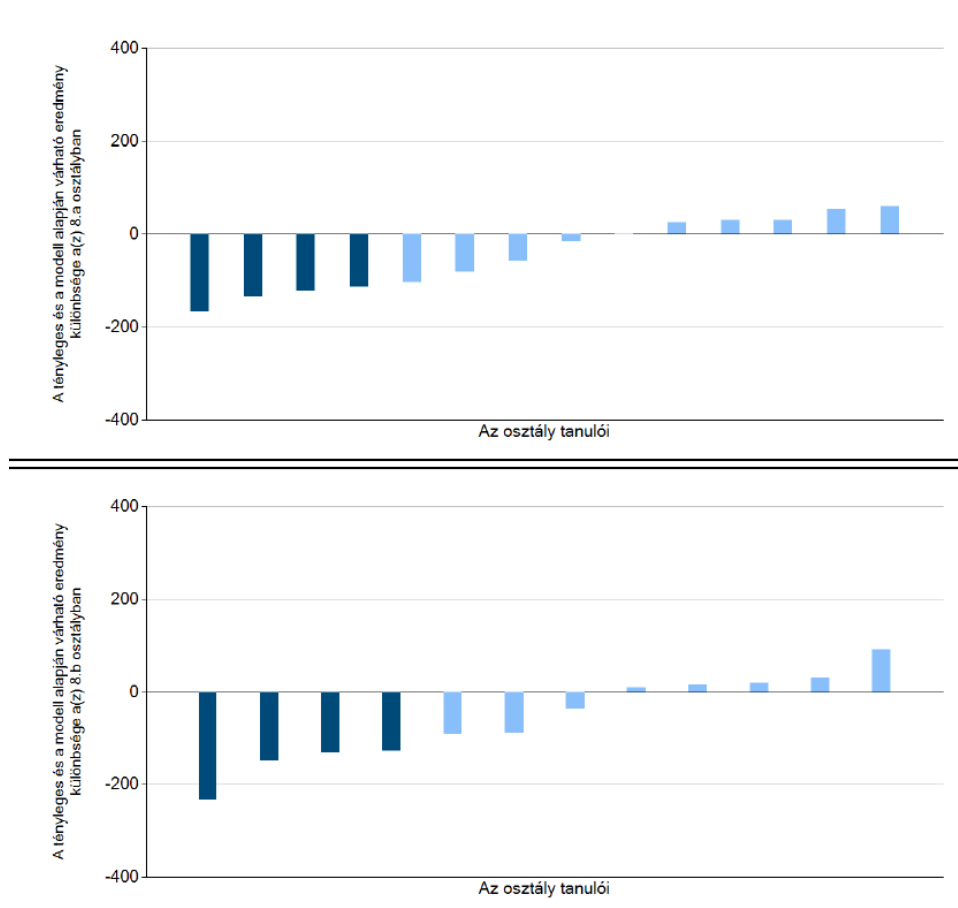 A tényleges és a modell alapján várható eredmény
különbsége a(z) 8.a osztályban
400
200
0
-200
-400
Az osztály tanulói
A tényleges és a modell alapján várható eredmény
különbsége a(z) 8.b osztályban
400
200
0
-200
-400
Az osztály tanulói